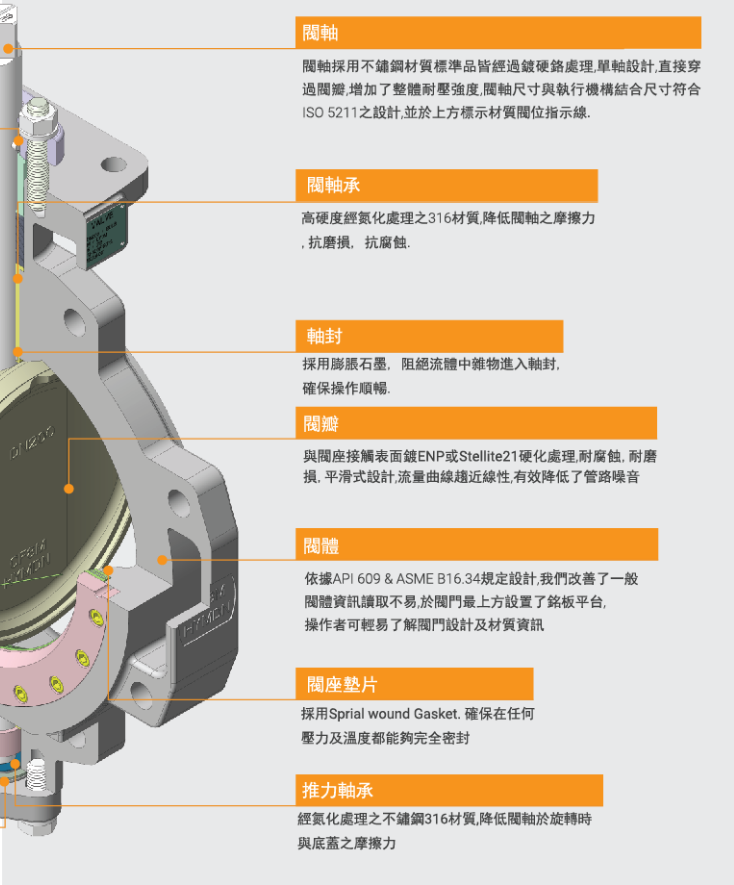 閥軸
閥軸採用不鏽鋼材質標準品皆經過鍍硬鉻處理,單軸設計,直接穿
過閥瓣,增加了整體耐壓強度,閥軸尺寸與執行機構結合尺寸符合
ISO 5211之設計,並於上方標示材質閥位指示線.
閥軸承
高硬度經氮化處理之316材質,降低閥軸之摩擦力
, 抗磨損, 抗腐蝕.
軸封
採用膨脹石墨, 阻絕流體中雜物進入軸封,
確保操作順暢.
閥瓣
與閥座接觸表面鍍ENP或Stellite21硬化處理,耐腐蝕, 耐磨
損, 平滑式設計,流量曲線趨近線性,有效降低了管路噪音
DN200
CF8M
HYMON
閥體
依據API 609 & ASME B16.34規定設計,我們改善了一般
閥體資訊讀取不易,於閥門最上方設置了銘板平台,
操作者可輕易了解閥門設計及材質資訊
HYMON
閥座墊片
採用Sprial wound Gasket. 確保在任何
壓力及溫度都能夠完全密封
推力軸承
經氮化處理之不鏽鋼316材質,降低閥軸於旋轉時
與底蓋之摩擦力